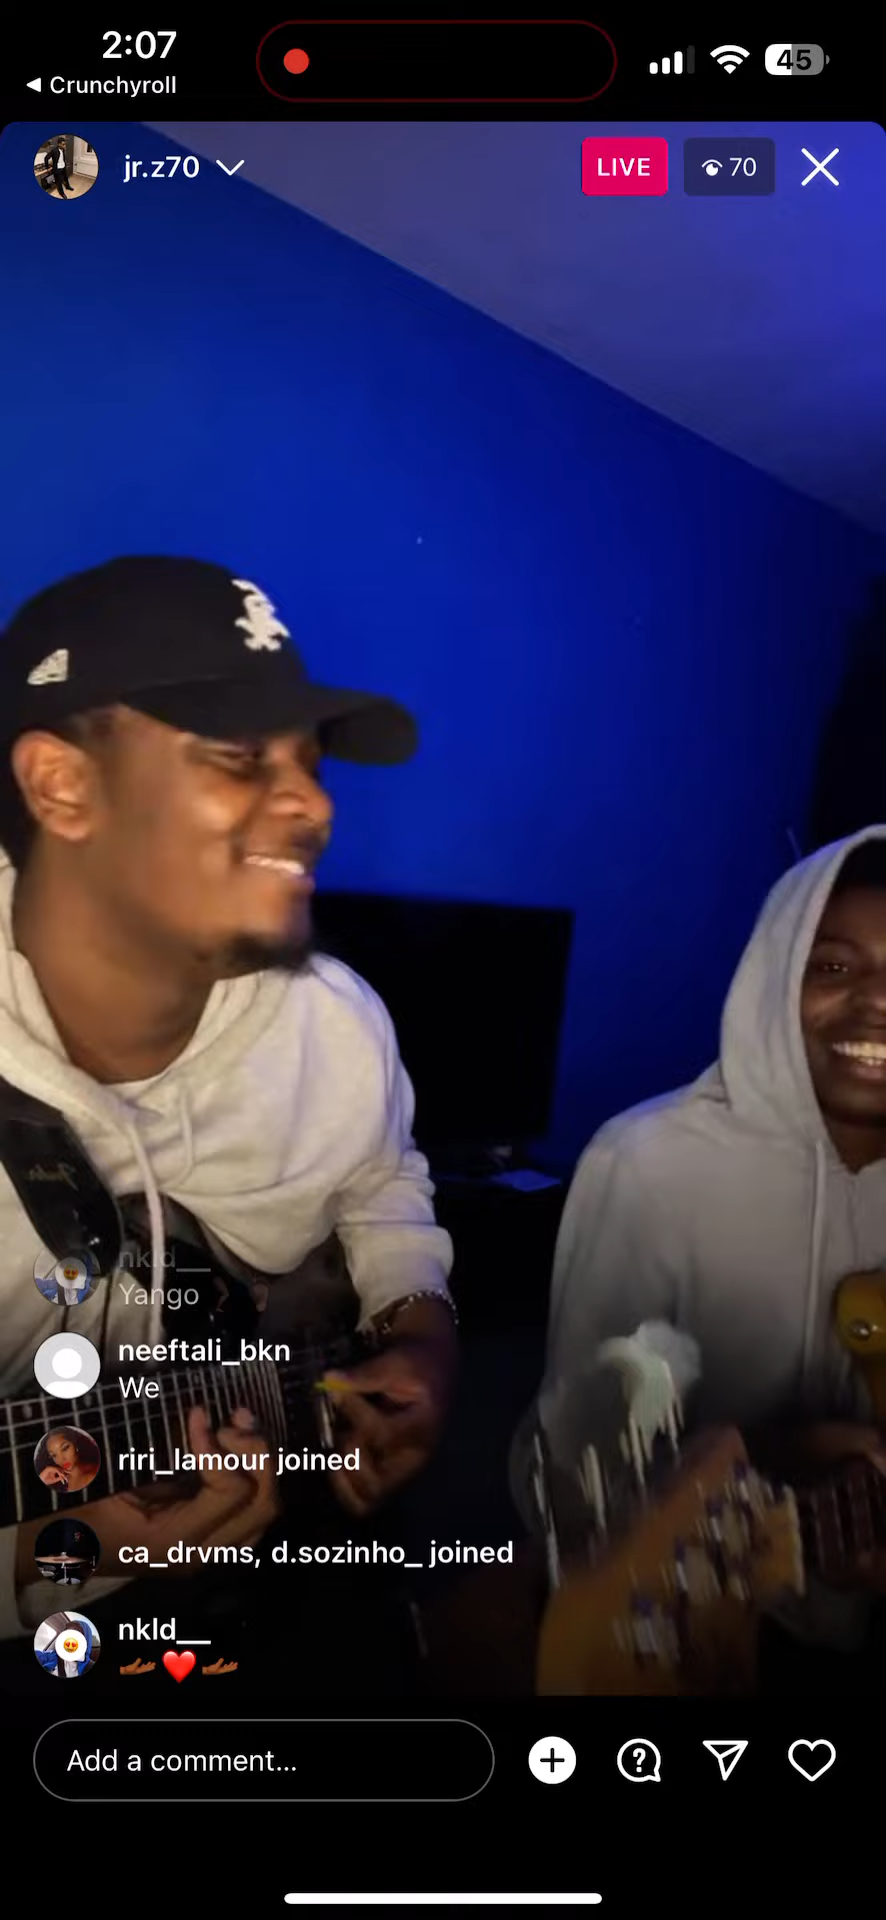 2:07
45
◀ Crunchyroll
jr.z70
LIVE
70
nkld__
Yango
neeftali_bkn
We
riri_lamour joined
ca_drvms, d.sozinho_ joined
nkld__
Add a comment...